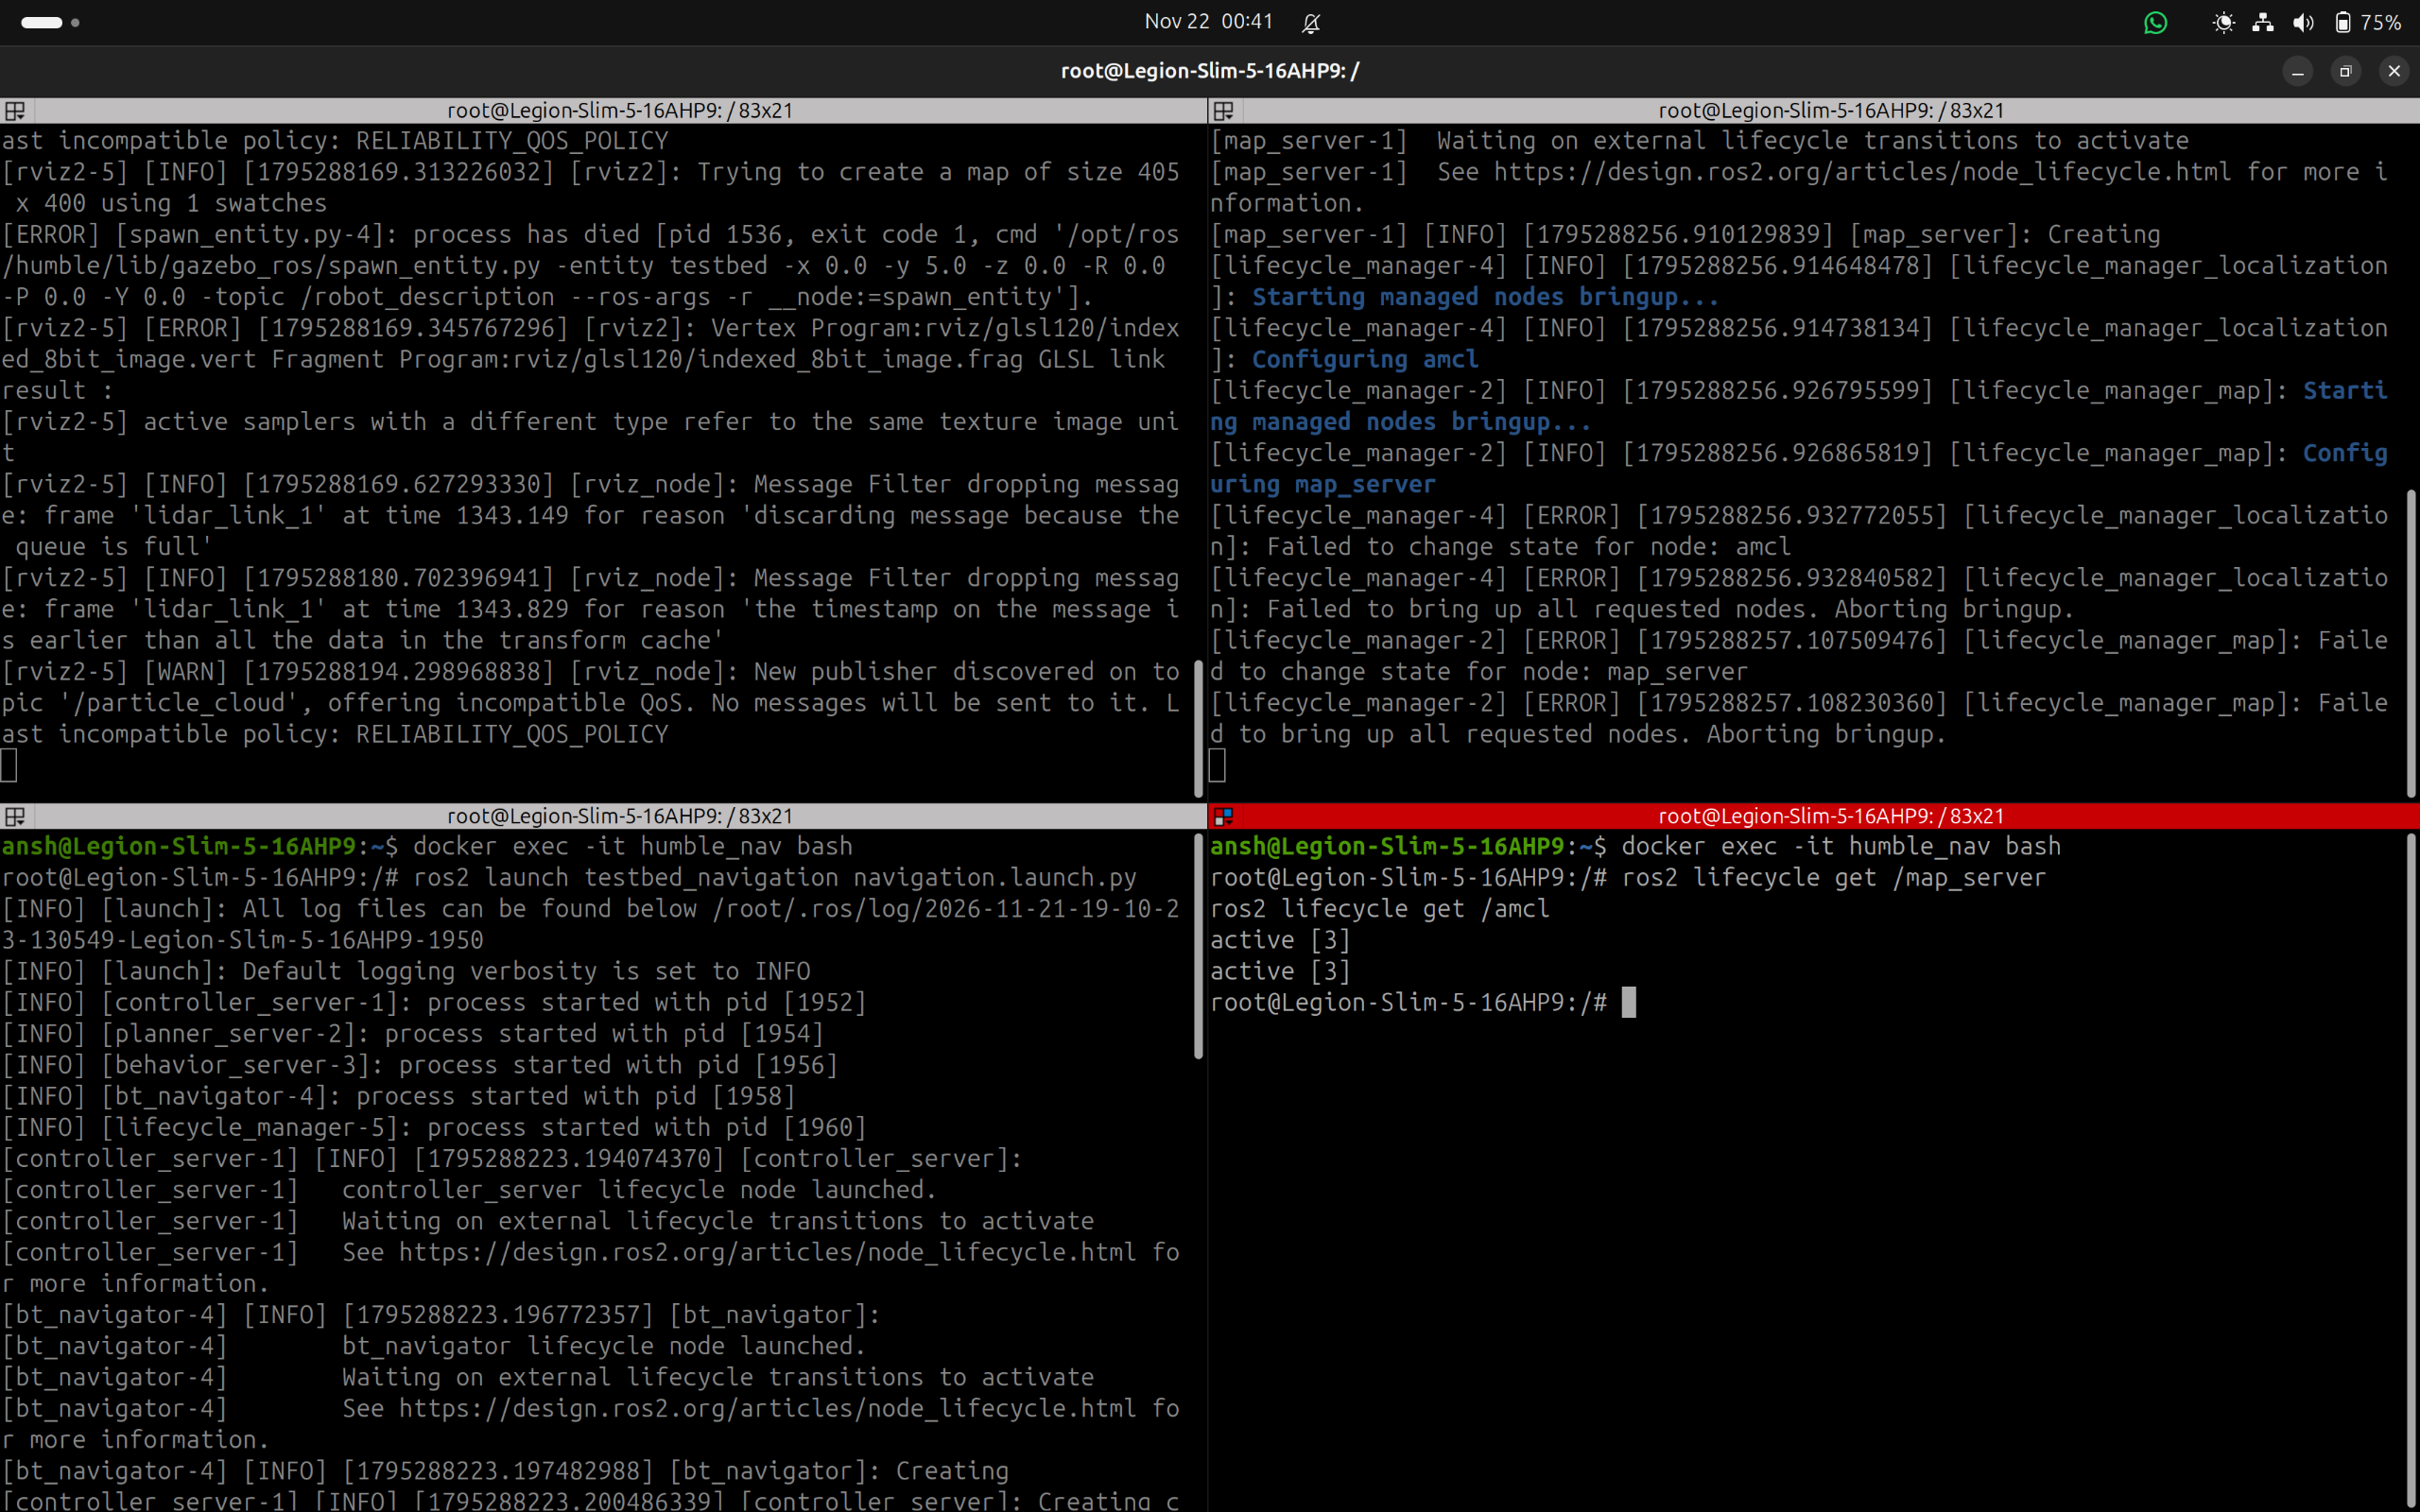 Nov 22 00:41
75%
root@Legion-Slim-5-16AHP9: /
root@Legion-Slim-5-16AHP9: / 83x21
ast incompatible policy: RELIABILITY_QOS_POLICY
[rviz2-5] [INFO] [1795288169.313226032] [rviz2]: Trying to create a map of size 405
 x 400 using 1 swatches
[ERROR] [spawn_entity.py-4]: process has died [pid 1536, exit code 1, cmd '/opt/ros
/humble/lib/gazebo_ros/spawn_entity.py -entity testbed -x 0.0 -y 5.0 -z 0.0 -R 0.0
-P 0.0 -Y 0.0 -topic /robot_description --ros-args -r __node:=spawn_entity'].
[rviz2-5] [ERROR] [1795288169.345767296] [rviz2]: Vertex Program:rviz/glsl120/index
ed_8bit_image.vert Fragment Program:rviz/glsl120/indexed_8bit_image.frag GLSL link
result :
[rviz2-5] active samplers with a different type refer to the same texture image uni
t
[rviz2-5] [INFO] [1795288169.627293330] [rviz_node]: Message Filter dropping messag
e: frame 'lidar_link_1' at time 1343.149 for reason 'discarding message because the
 queue is full'
[rviz2-5] [INFO] [1795288180.702396941] [rviz_node]: Message Filter dropping messag
e: frame 'lidar_link_1' at time 1343.829 for reason 'the timestamp on the message i
s earlier than all the data in the transform cache'
[rviz2-5] [WARN] [1795288194.298968838] [rviz_node]: New publisher discovered on to
pic '/particle_cloud', offering incompatible QoS. No messages will be sent to it. L
ast incompatible policy: RELIABILITY_QOS_POLICY
root@Legion-Slim-5-16AHP9: / 83x21
[map_server-1]  Waiting on external lifecycle transitions to activate
[map_server-1]  See https://design.ros2.org/articles/node_lifecycle.html for more i
nformation.
[map_server-1] [INFO] [1795288256.910129839] [map_server]: Creating
[lifecycle_manager-4] [INFO] [1795288256.914648478] [lifecycle_manager_localization
]: Starting managed nodes bringup...
[lifecycle_manager-4] [INFO] [1795288256.914738134] [lifecycle_manager_localization
]: Configuring amcl
[lifecycle_manager-2] [INFO] [1795288256.926795599] [lifecycle_manager_map]: Starti
ng managed nodes bringup...
[lifecycle_manager-2] [INFO] [1795288256.926865819] [lifecycle_manager_map]: Config
uring map_server
[lifecycle_manager-4] [ERROR] [1795288256.932772055] [lifecycle_manager_localizatio
n]: Failed to change state for node: amcl
[lifecycle_manager-4] [ERROR] [1795288256.932840582] [lifecycle_manager_localizatio
n]: Failed to bring up all requested nodes. Aborting bringup.
[lifecycle_manager-2] [ERROR] [1795288257.107509476] [lifecycle_manager_map]: Faile
d to change state for node: map_server
[lifecycle_manager-2] [ERROR] [1795288257.108230360] [lifecycle_manager_map]: Faile
d to bring up all requested nodes. Aborting bringup.
root@Legion-Slim-5-16AHP9: / 83x21
ansh@Legion-Slim-5-16AHP9:~$ docker exec -it humble_nav bash
root@Legion-Slim-5-16AHP9:/# ros2 launch testbed_navigation navigation.launch.py
[INFO] [launch]: All log files can be found below /root/.ros/log/2026-11-21-19-10-2
3-130549-Legion-Slim-5-16AHP9-1950
[INFO] [launch]: Default logging verbosity is set to INFO
[INFO] [controller_server-1]: process started with pid [1952]
[INFO] [planner_server-2]: process started with pid [1954]
[INFO] [behavior_server-3]: process started with pid [1956]
[INFO] [bt_navigator-4]: process started with pid [1958]
[INFO] [lifecycle_manager-5]: process started with pid [1960]
[controller_server-1] [INFO] [1795288223.194074370] [controller_server]:
[controller_server-1]   controller_server lifecycle node launched.
[controller_server-1]   Waiting on external lifecycle transitions to activate
[controller_server-1]   See https://design.ros2.org/articles/node_lifecycle.html fo
r more information.
[bt_navigator-4] [INFO] [1795288223.196772357] [bt_navigator]:
[bt_navigator-4]        bt_navigator lifecycle node launched.
[bt_navigator-4]        Waiting on external lifecycle transitions to activate
[bt_navigator-4]        See https://design.ros2.org/articles/node_lifecycle.html fo
r more information.
[bt_navigator-4] [INFO] [1795288223.197482988] [bt_navigator]: Creating
[controller_server-1] [INFO] [1795288223.200486339] [controller_server]: Creating c
root@Legion-Slim-5-16AHP9: / 83x21
ansh@Legion-Slim-5-16AHP9:~$ docker exec -it humble_nav bash
root@Legion-Slim-5-16AHP9:/# ros2 lifecycle get /map_server
ros2 lifecycle get /amcl
active [3]
active [3]
root@Legion-Slim-5-16AHP9:/#